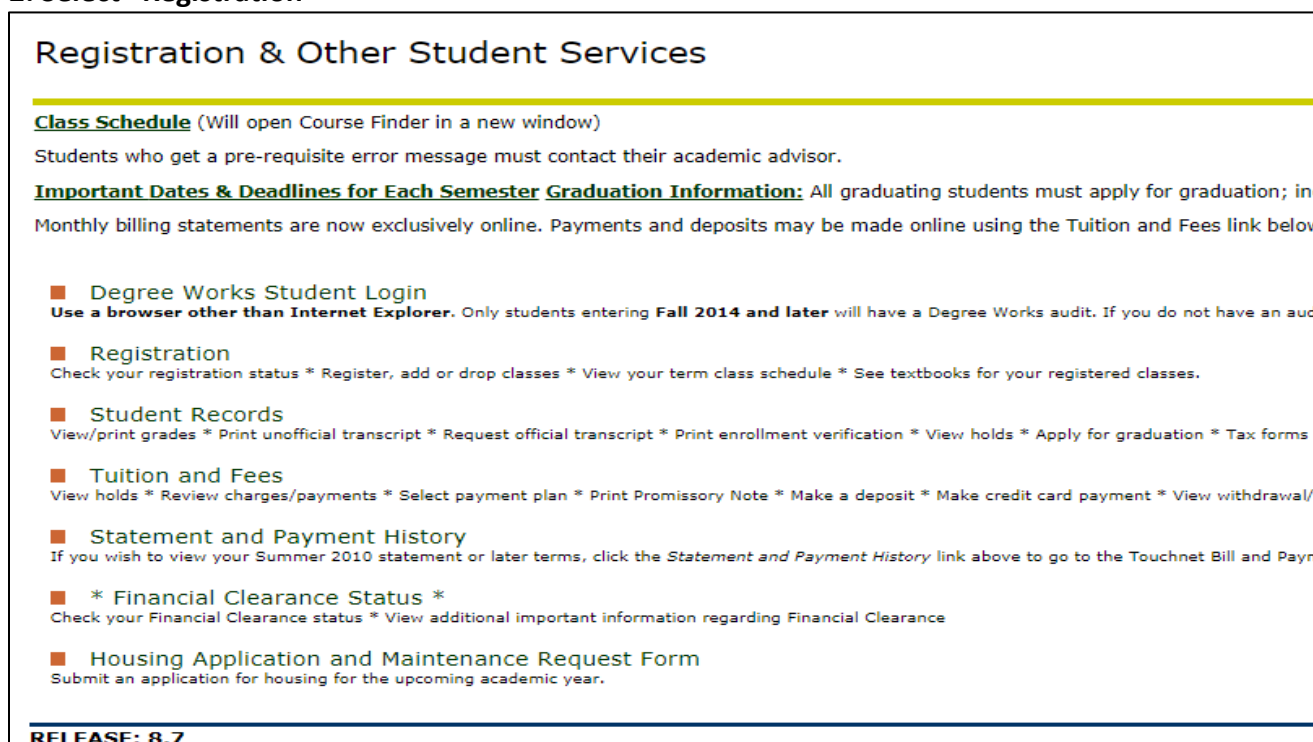 2. Select "Registration"
Registration & Other Student Services
Class Schedule (Will open Course Finder in a new window)
Students who get a pre-requisite error message must contact their academic advisor.
Important Dates & Deadlines for Each Semester Graduation Information: All graduating students must apply for graduation;
Monthly billing statements are now exclusively online. Payments and deposits may be made online using the Tuition and Fees link below
Degree Works Student Login
Use a browser other than Internet Explorer. Only students entering Fall 2014 and later will have a Degree Works audit. If you do not have an
Registration
Check your registration status * Register, add or drop classes * View your term class schedule * See textbooks for your registered classes.
Student Records
View/print grades * Print unofficial transcript * Request official transcript * Print enrollment verification * View holds * Apply for graduation * Tax forms
Tuition and Fees
View holds * Review charges/payments * Select payment plan * Print Promissory Note * Make a deposit * Make credit card payment * View withdrawal/
Statement and Payment History
If you wish to view your Summer 2010 statement or later terms, click the Statement and Payment History link above to go to the Touchnet Bill and
* Financial Clearance Status *
Check your Financial Clearance status * View additional important information regarding Financial Clearance
Housing Application and Maintenance Request Form
Submit an application for housing for the upcoming academic year.
RELEASE: 8.7